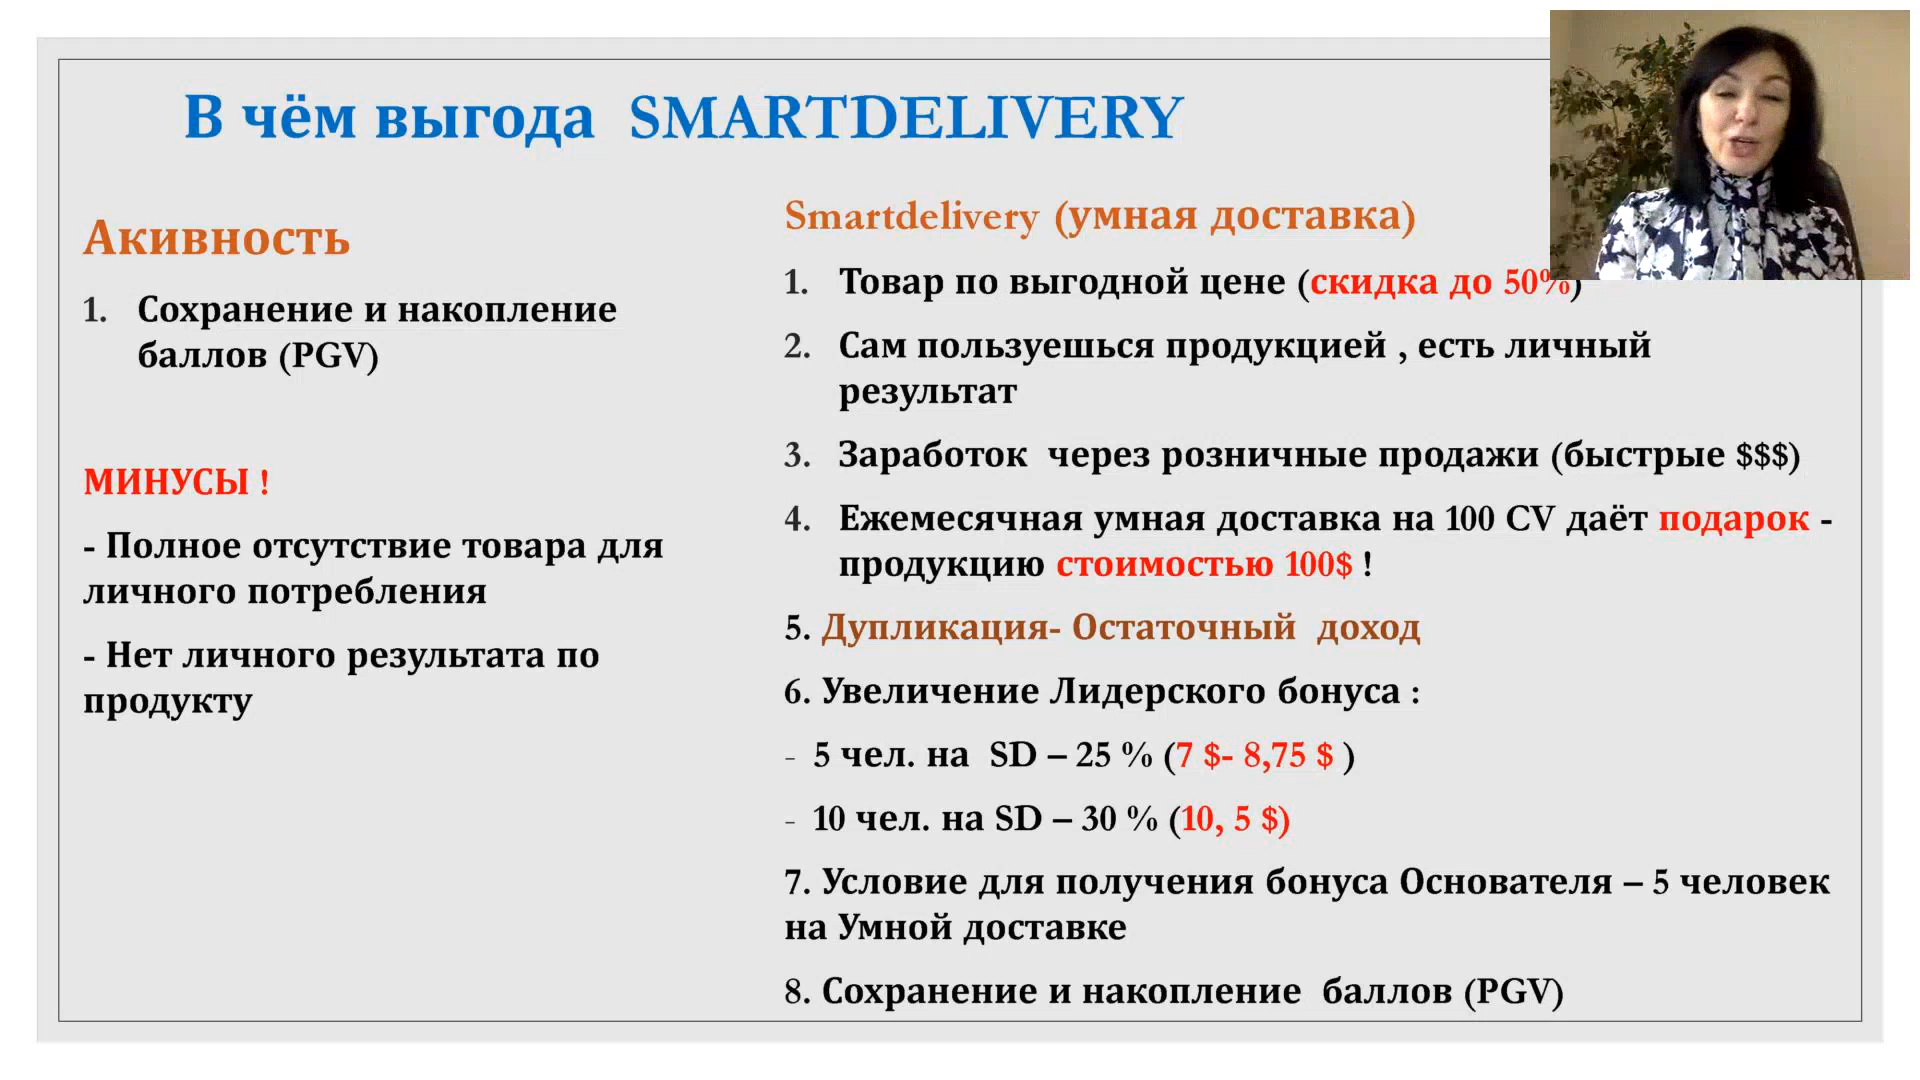 В чём выгода SMARTDELIVERY
Акивность
1. Сохранение и накопление
баллов (PGV)
МИНУСЫ !
- Полное отсутствие товара для
личного потребления
- Нет личного результата по
продукту
Smartdelivery (умная доставка)
1. Товар по выгодной цене (скидка до 50%)
2. Сам пользуешься продукцией , есть личный
результат
3. Заработок через розничные продажи (быстрые $$$)
4. Ежемесячная умная доставка на 100 CV даёт подарок -
продукцию стоимостью 100$ !
5. Дупликация- Остаточный доход
6. Увеличение Лидерского бонуса :
- 5 чел. на SD – 25 % (7 $- 8,75 $ )
- 10 чел. на SD – 30 % (10, 5 $)
7. Условие для получения бонуса Основателя – 5 человек
на Умной доставке
8. Сохранение и накопление баллов (PGV)